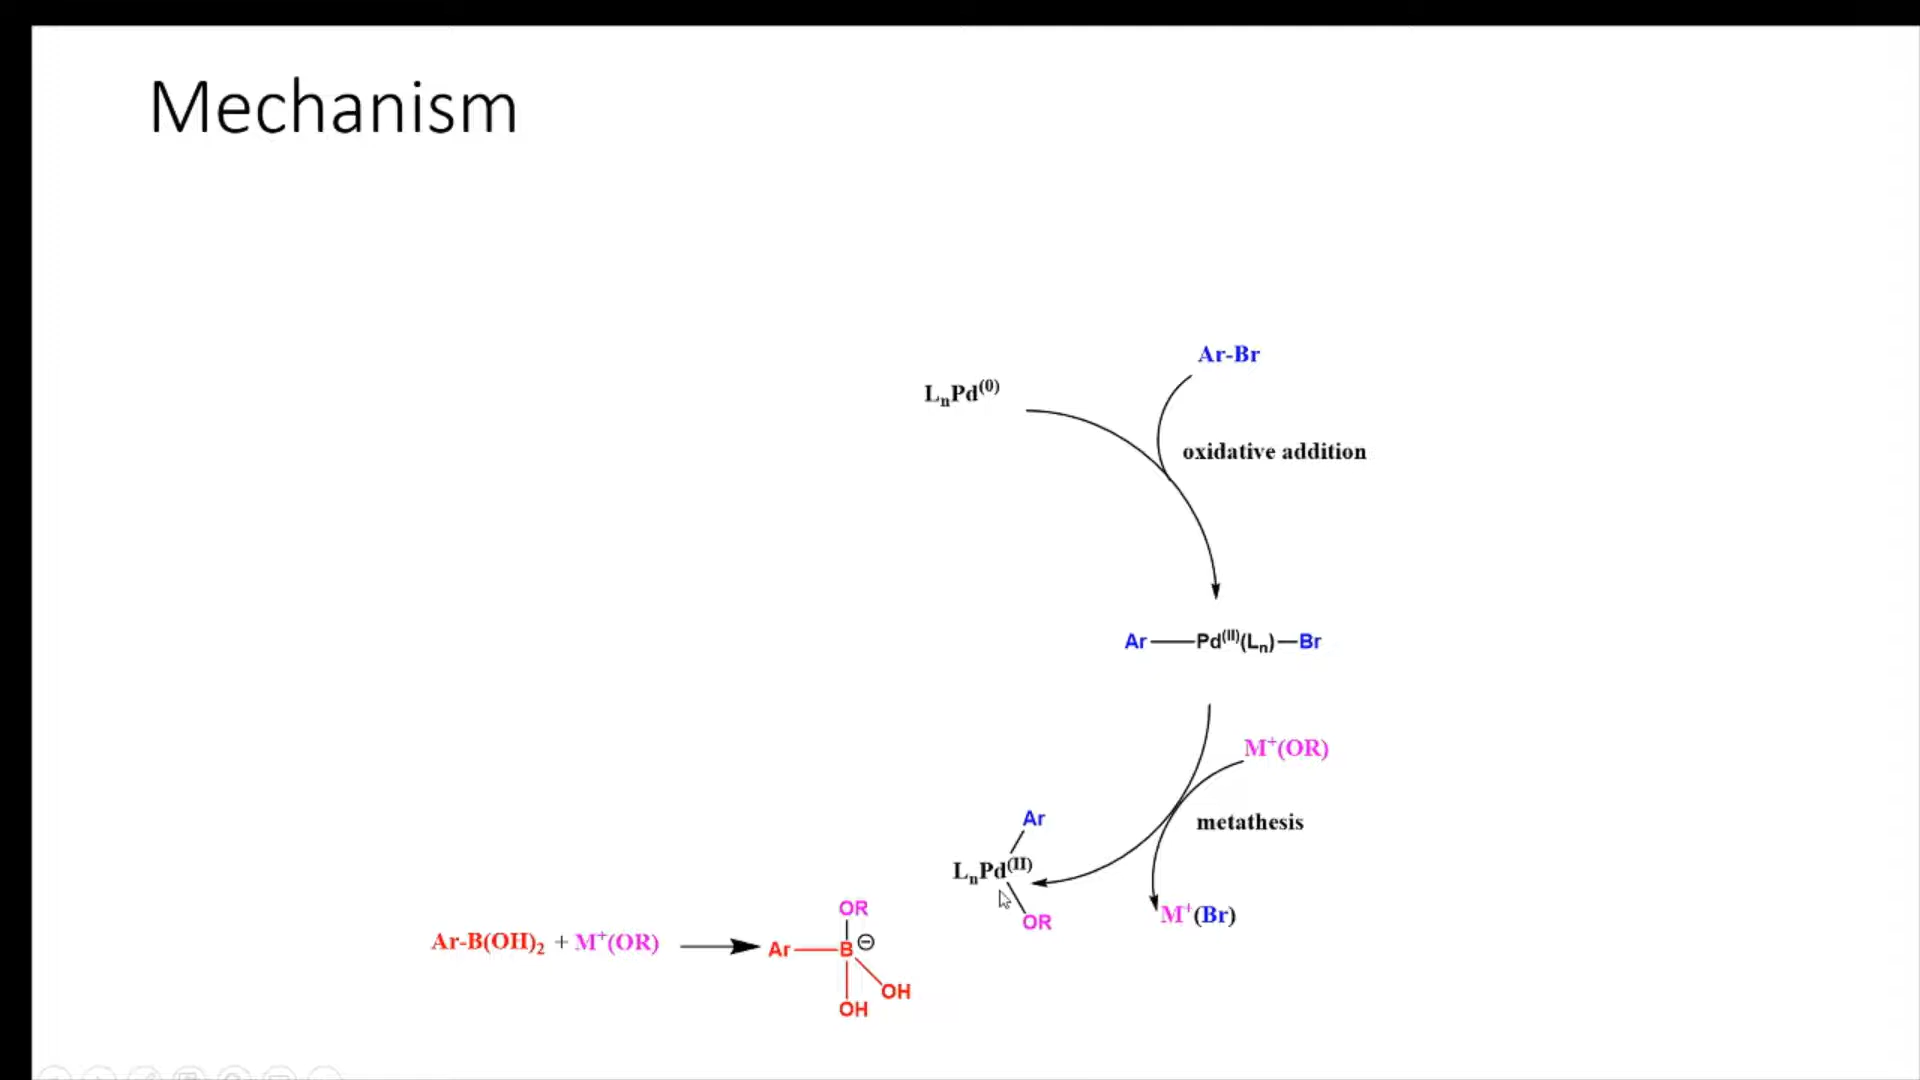 Mechanism
Ar-Br
LnPd(0)
oxidative addition
Ar—Pd(II)(Ln)—Br
M+(OR)
metathesis
Ar
LnPd(II)
OR
M+(Br)
Ar-B(OH)2 + M+(OR)
OR
Ar—B⊖
OH
OH